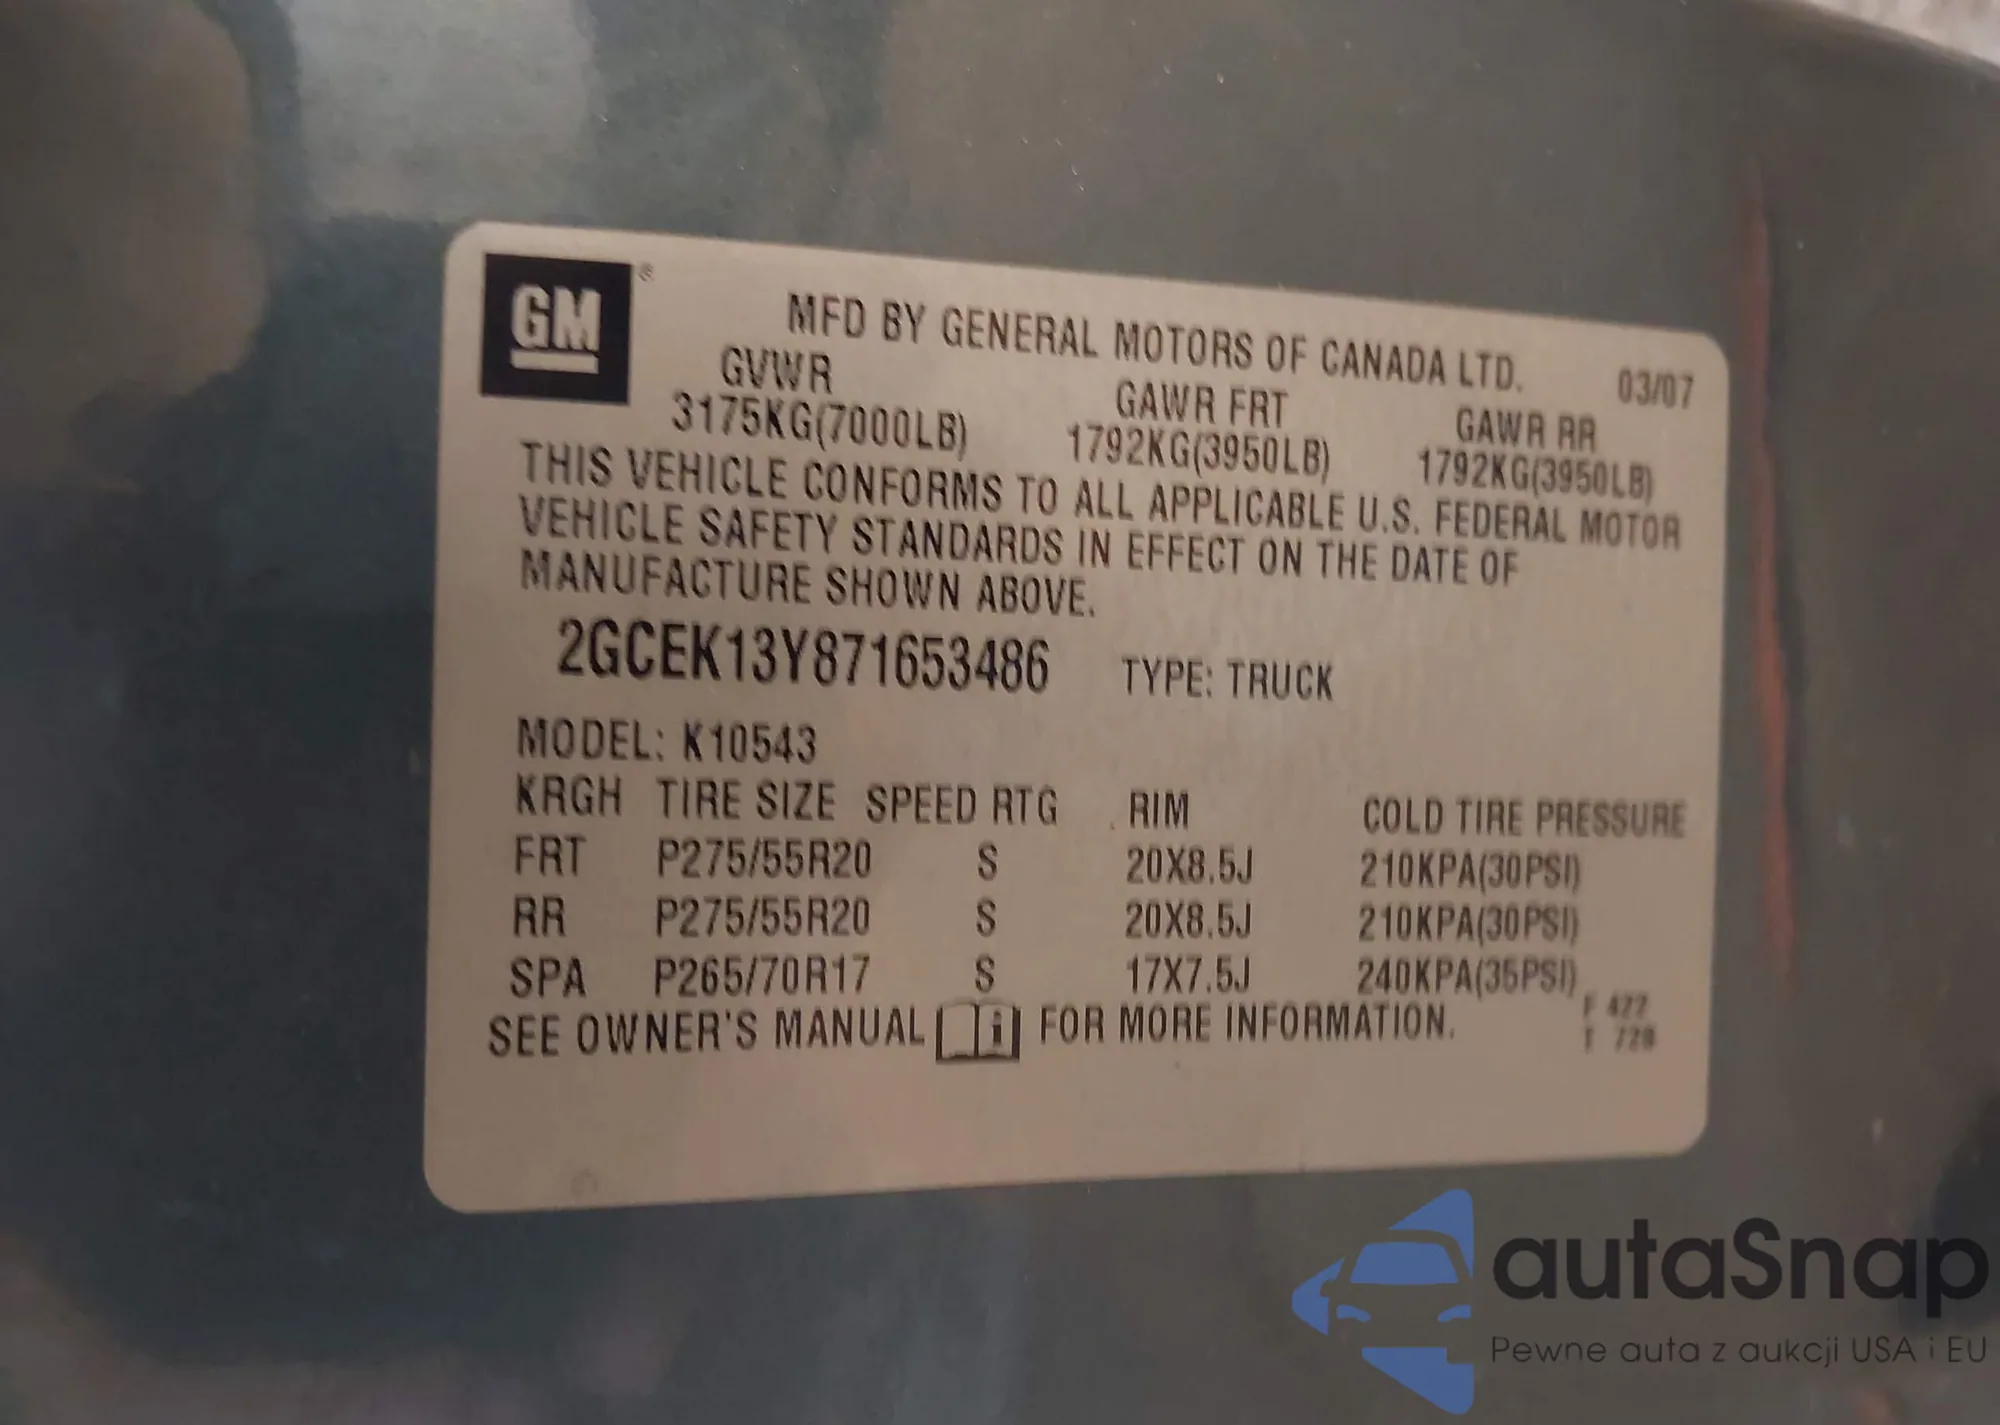 GM®
MFD BY GENERAL MOTORS OF CANADA LTD. 03/07
GVWR GAWR FRT GAWR RR
3175KG(7000LB) 1792KG(3950LB) 1792KG(3950LB)
THIS VEHICLE CONFORMS TO ALL APPLICABLE U.S. FEDERAL MOTOR
VEHICLE SAFETY STANDARDS IN EFFECT ON THE DATE OF
MANUFACTURE SHOWN ABOVE.
2GCEK13Y871653486 TYPE: TRUCK
MODEL: K10543
KRGH TIRE SIZE SPEED RTG RIM COLD TIRE PRESSURE
FRT P275/55R20 S 20X8.5J 210KPA(30PSI)
RR P275/55R20 S 20X8.5J 210KPA(30PSI)
SPA P265/70R17 S 17X7.5J 240KPA(35PSI)
SEE OWNER'S MANUAL i FOR MORE INFORMATION.
F 422
T 728
autaSnap
Pewne auta z aukcji USA i EU